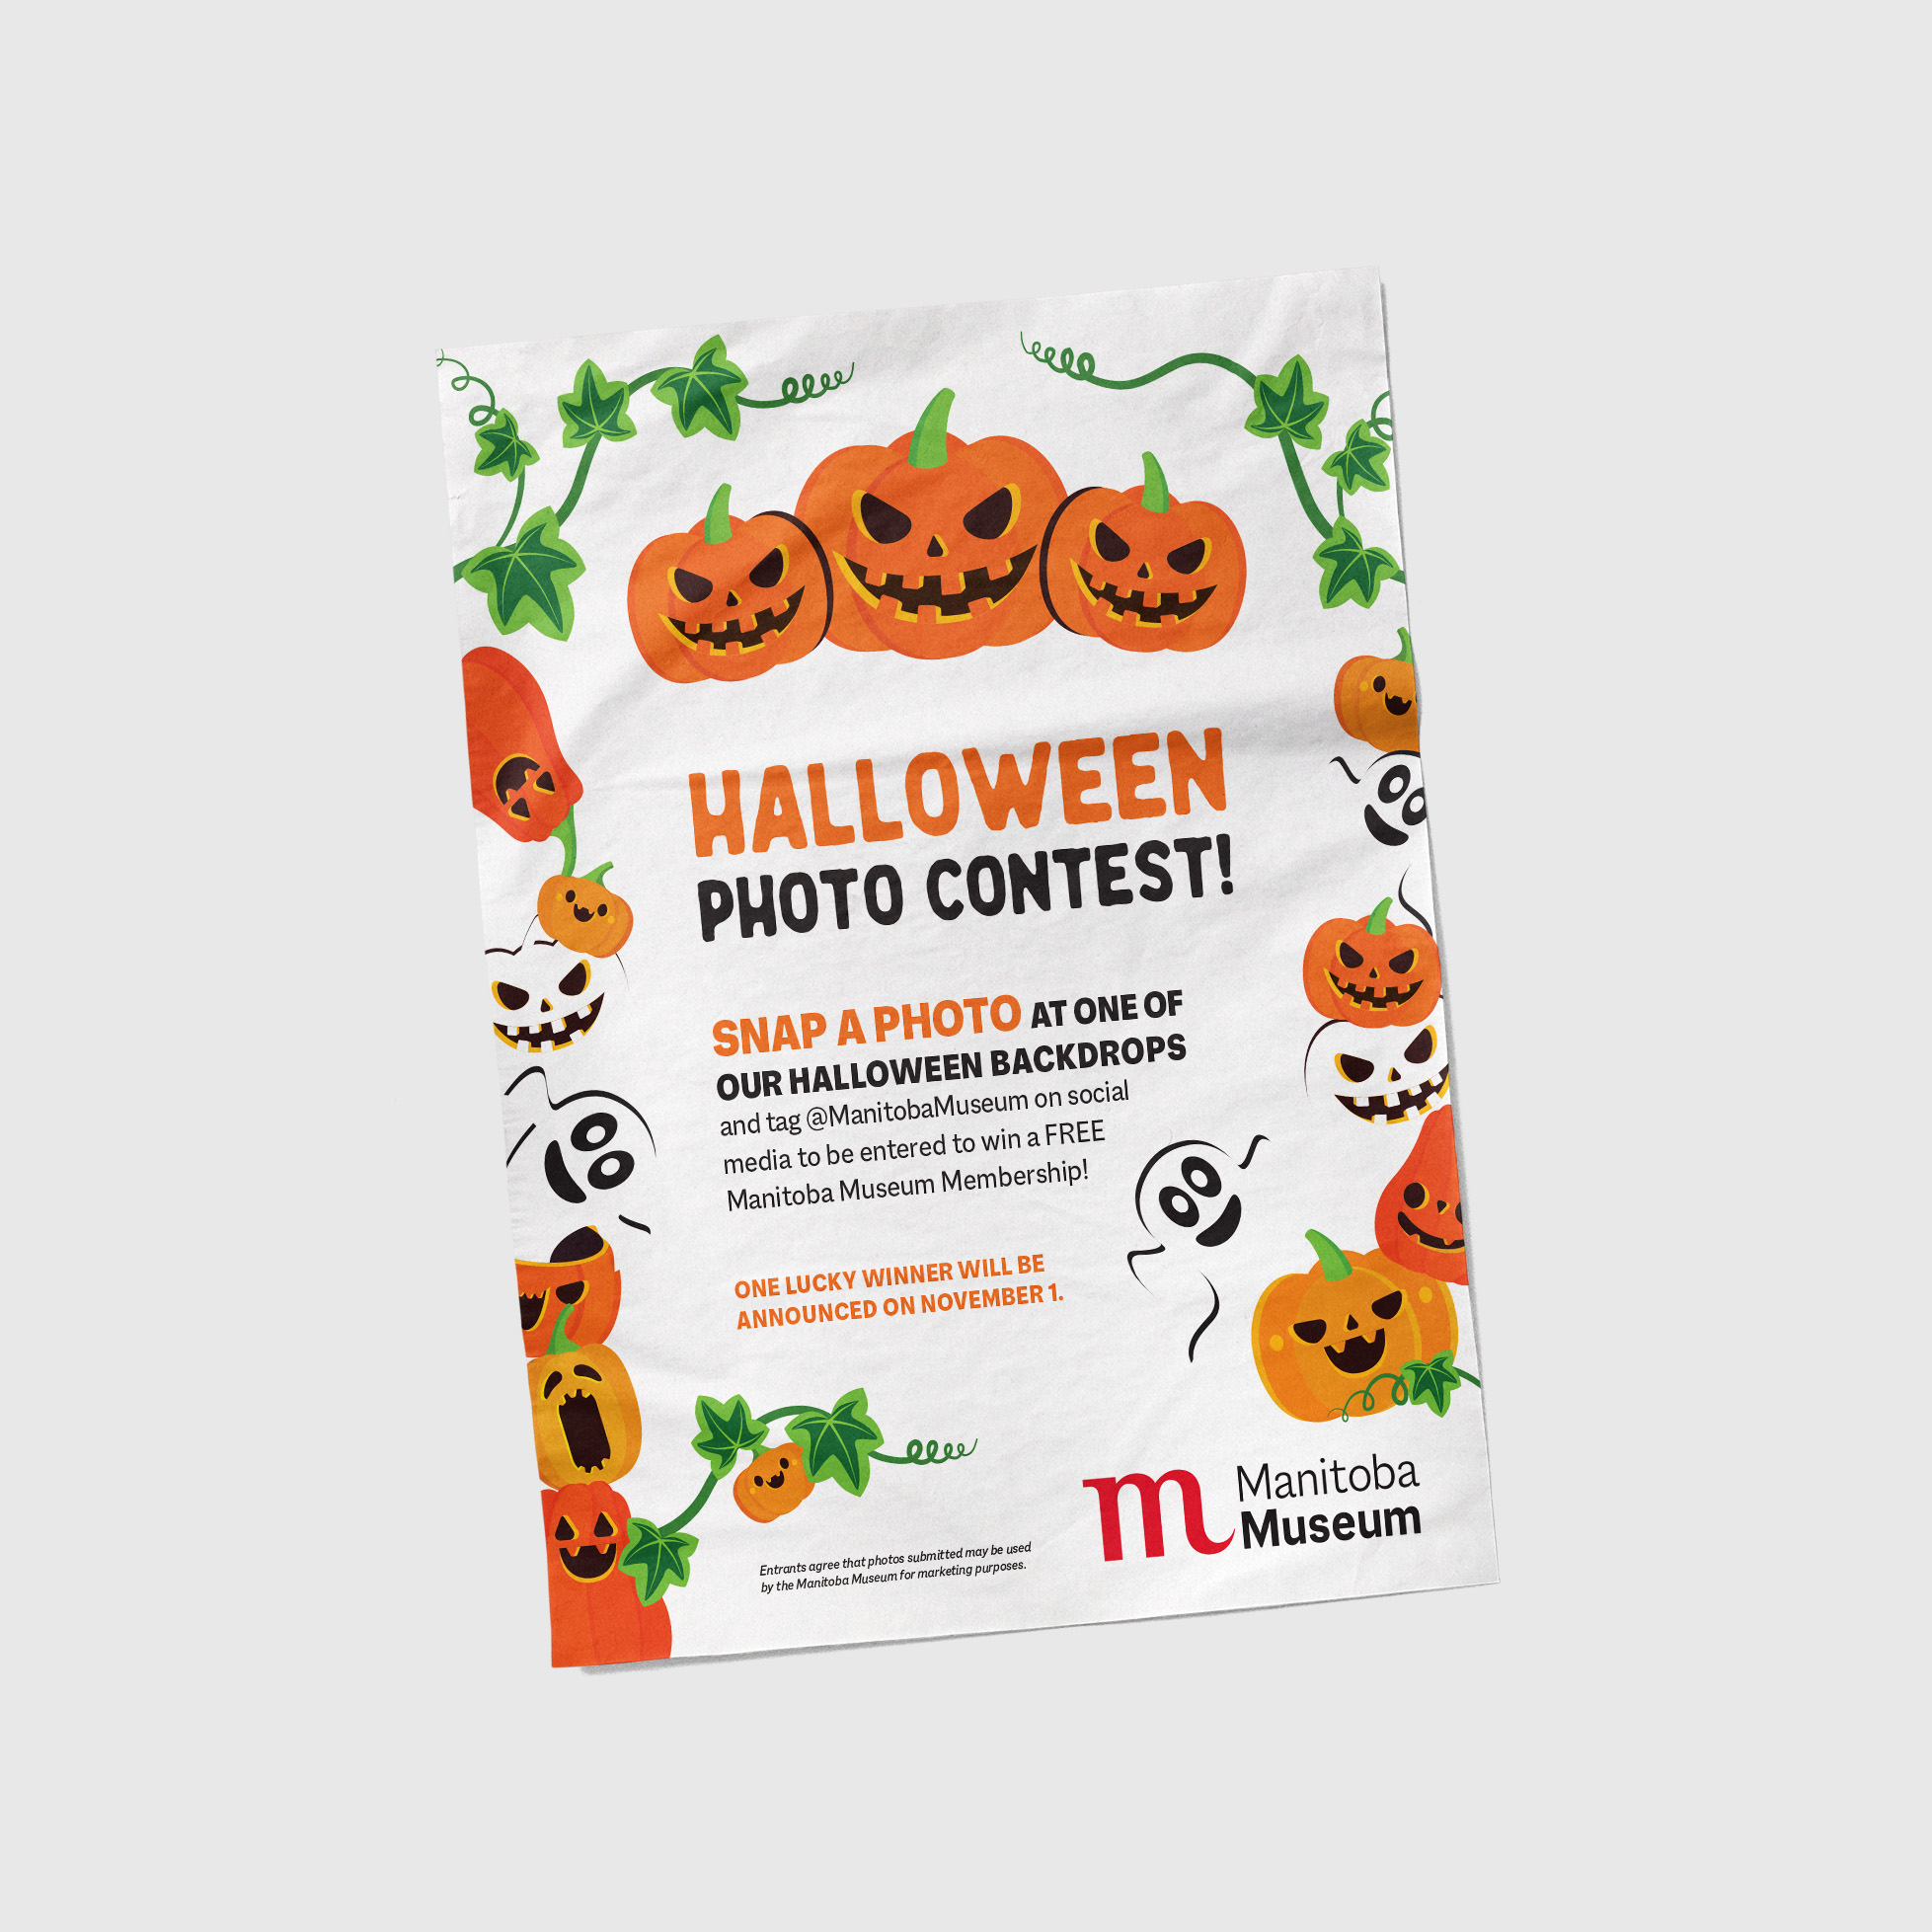 HALLOWEEN
PHOTO CONTEST!
SNAP A PHOTO AT ONE OF
OUR HALLOWEEN BACKDROPS
and tag @ManitobaMuseum on social
media to be entered to win a FREE
Manitoba Museum Membership!
ONE LUCKY WINNER WILL BE
ANNOUNCED ON NOVEMBER 1.
Entrants agree that photos submitted may be used
by the Manitoba Museum for marketing purposes.
m Manitoba
Museum